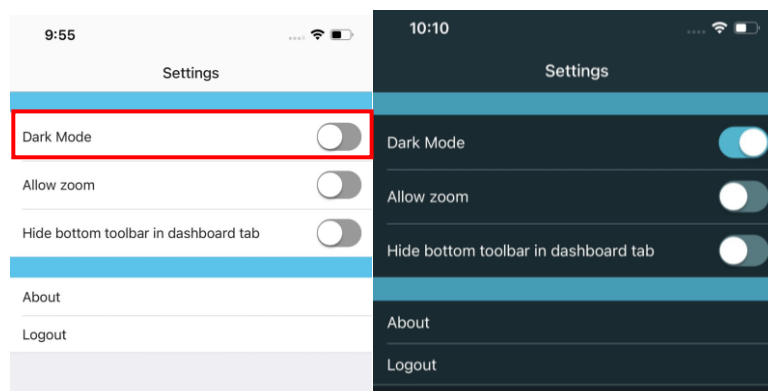 9:55
Settings
Dark Mode
Allow zoom
Hide bottom toolbar in dashboard tab
About
Logout
10:10
Settings
Dark Mode
Allow zoom
Hide bottom toolbar in dashboard tab
About
Logout